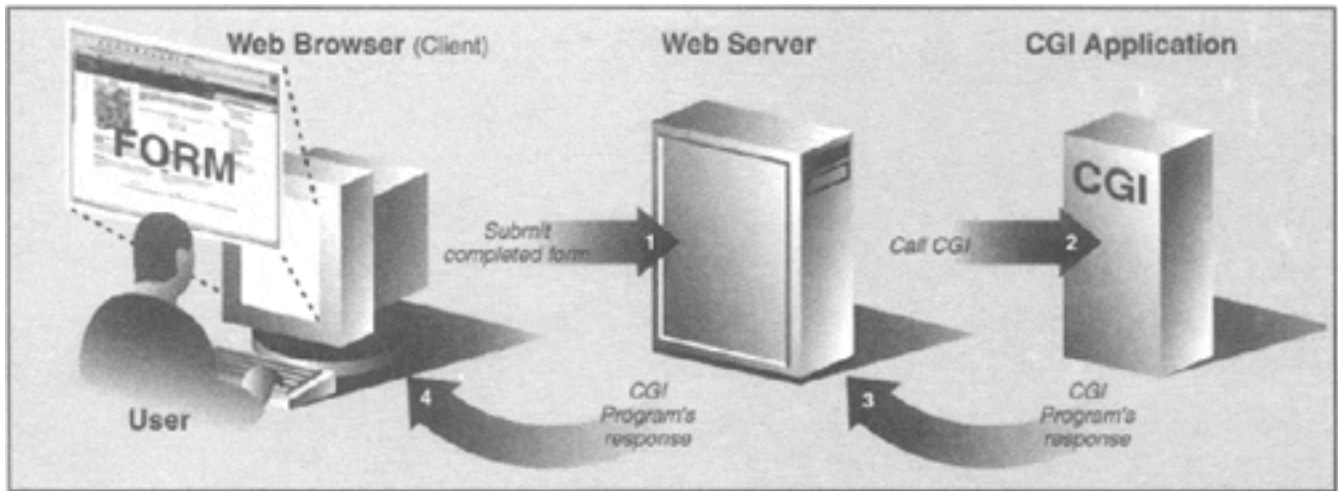 Web Browser (Client)
Web Server
CGI Application
FORM
CGI
Submit
completed form
1
Call CGI
2
User
4
CGI
Program's
response
3
CGI
Program's
response